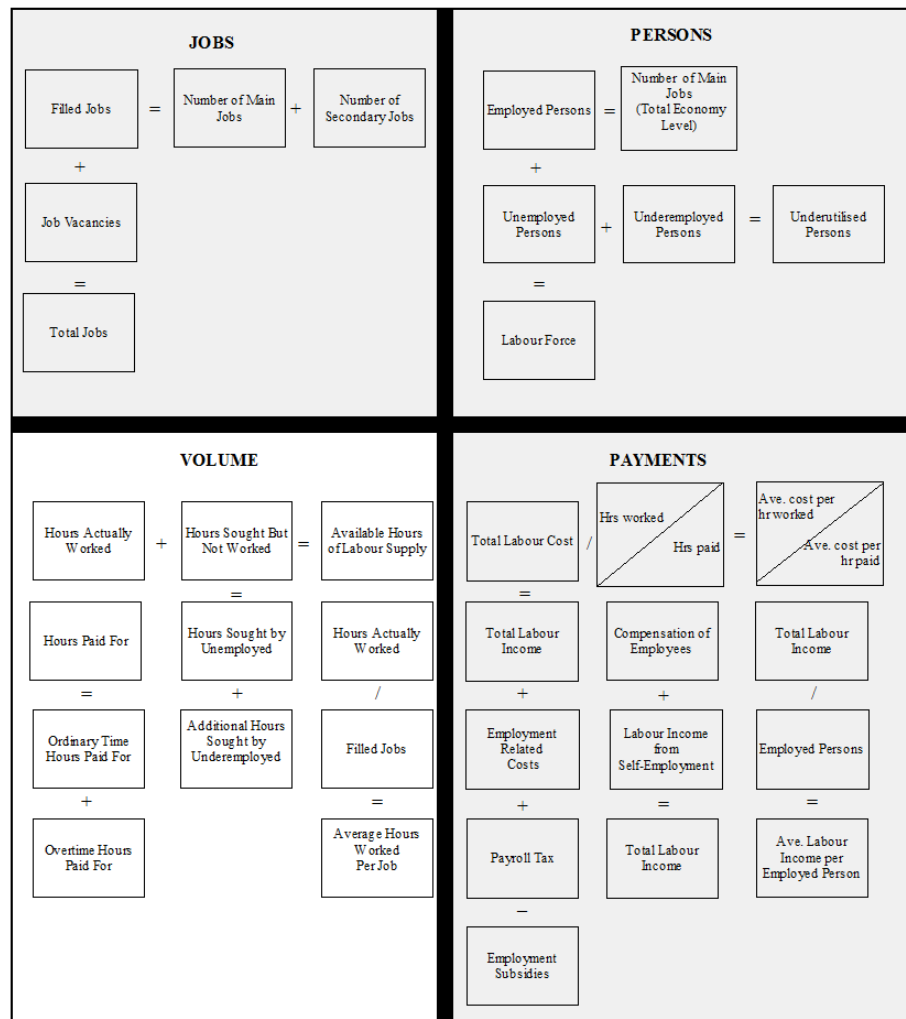 JOBS
Filled Jobs
=
Number of Main
Jobs
+
Number of
Secondary Jobs
+
Job Vacancies
=
Total Jobs
PERSONS
Employed Persons
=
Number of Main
Jobs
(Total Economy
Level)
+
Unemployed
Persons
+
Underemployed
Persons
=
Underutilised
Persons
=
Labour Force
VOLUME
Hours Actually
Worked
+
Hours Sought But
Not Worked
=
Available Hours
of Labour Supply
=
Hours Paid For
Hours Sought by
Unemployed
Hours Actually
Worked
=
+
/
Ordinary Time
Hours Paid For
Additional Hours
Sought by
Underemployed
Filled Jobs
+
=
Overtime Hours
Paid For
Average Hours
Worked
Per Job
PAYMENTS
Total Labour Cost
/
Hrs worked
Hrs paid
=
Ave. cost per
hr worked
Ave. cost per
hr paid
=
Total Labour
Income
Compensation of
Employees
Total Labour
Income
+
+
/
Employment
Related
Costs
Labour Income
from
Self-Employment
Employed Persons
+
=
=
Payroll Tax
Total Labour
Income
Ave. Labour
Income per
Employed Person
−
Employment
Subsidies